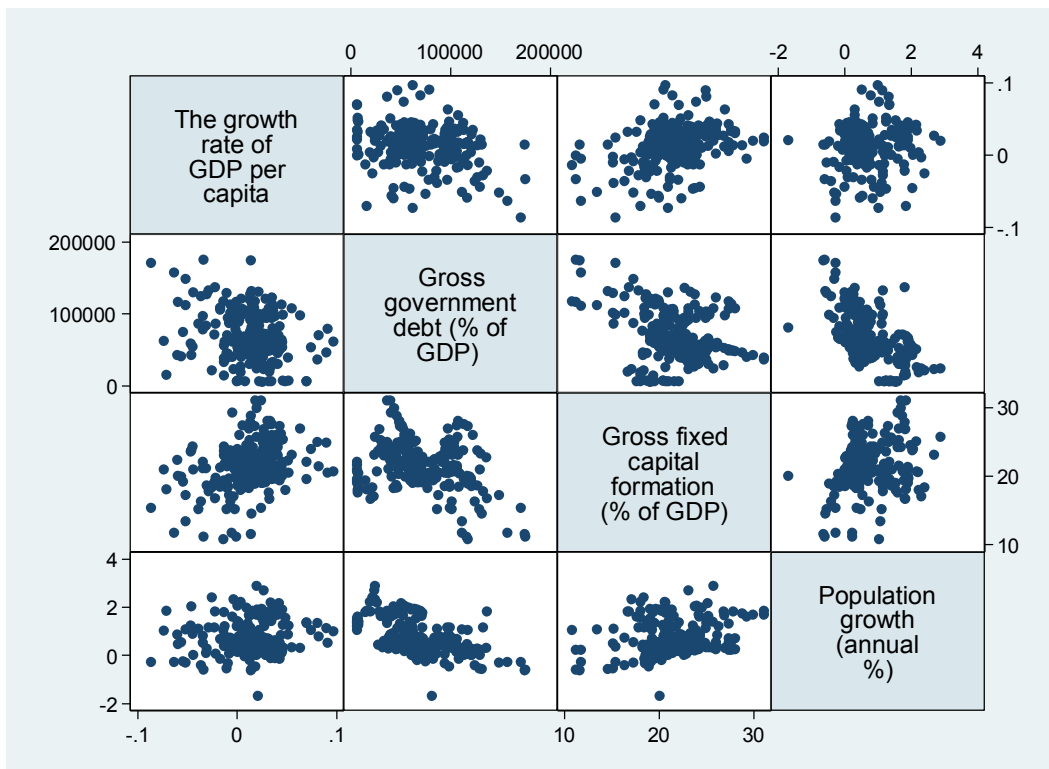 0 100000 200000
-2 0 2 4
The growth
rate of
GDP per
capita
.1
0
-.1
200000
100000
0
Gross
government
debt (% of
GDP)
Gross fixed
capital
formation
(% of GDP)
30
20
10
4
2
0
-2
Population
growth
(annual
%)
-.1 0 .1
10 20 30